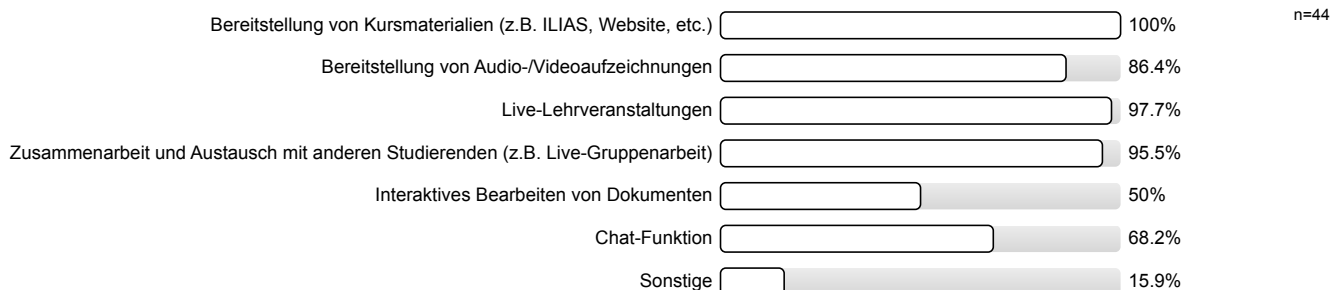 Bereitstellung von Kursmaterialien (z.B. ILIAS, Website, etc.) 100% n=44
Bereitstellung von Audio-/Videoaufzeichnungen 86.4%
Live-Lehrveranstaltungen 97.7%
Zusammenarbeit und Austausch mit anderen Studierenden (z.B. Live-Gruppenarbeit) 95.5%
Interaktives Bearbeiten von Dokumenten 50%
Chat-Funktion 68.2%
Sonstige 15.9%